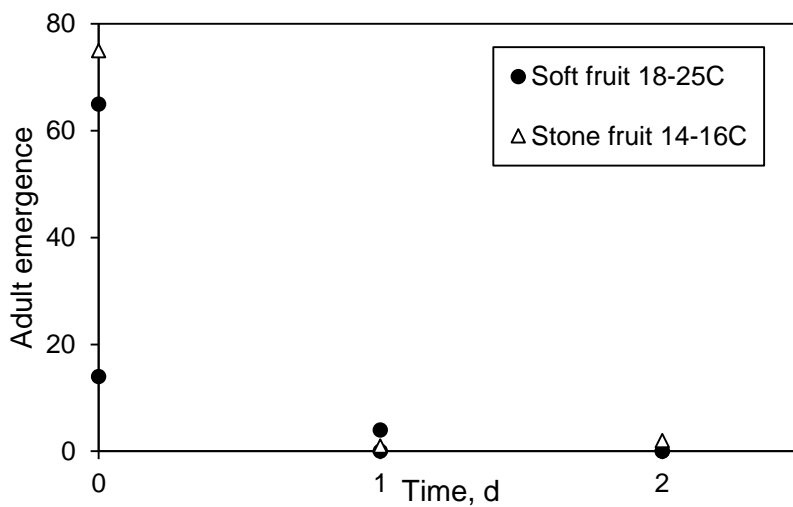 80
Soft fruit 18-25C
Stone fruit 14-16C
60
Adult emergence
40
20
0
0
1
Time, d
2